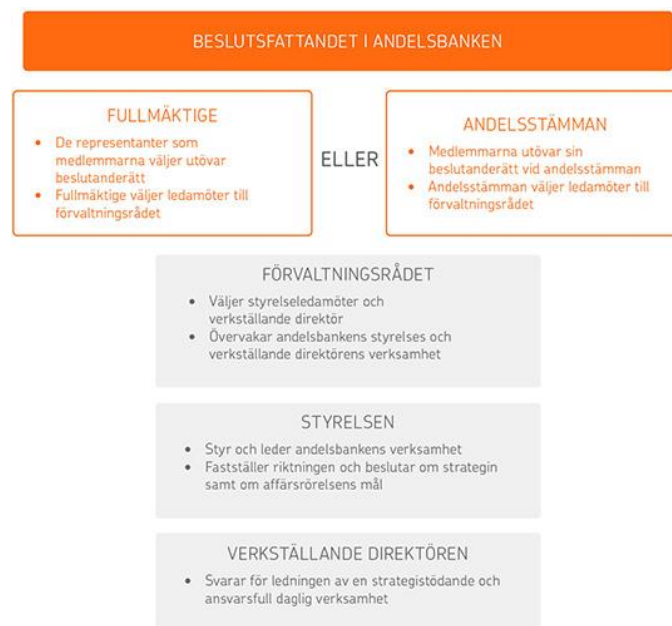 BESLUTSFATTANDET I ANDELSBANKEN
FULLMÄKTIGE
• De representanter som
medlemmarna väljer utövar
beslutanderätt
• Fullmäktige väljer ledamöter till
förvaltningsrådet
ELLER
ANDELSSTÄMMAN
• Medlemmarna utövar sin
beslutanderätt vid andelsstämman
• Andelsstämman väljer ledamöter till
förvaltningsrådet
FÖRVALTNINGSRÅDET
• Väljer styrelseledamöter och
verkställande direktör
• Övervakar andelsbankens styrelses och
verkställande direktörens verksamhet
STYRELSEN
• Styr och leder andelsbankens verksamhet
• Fastställer riktningen och beslutar om strategin
samt om affärsrörelsens mål
VERKSTÄLLANDE DIREKTÖREN
• Svarar för ledningen av en strategistödande och
ansvarsfull daglig verksamhet